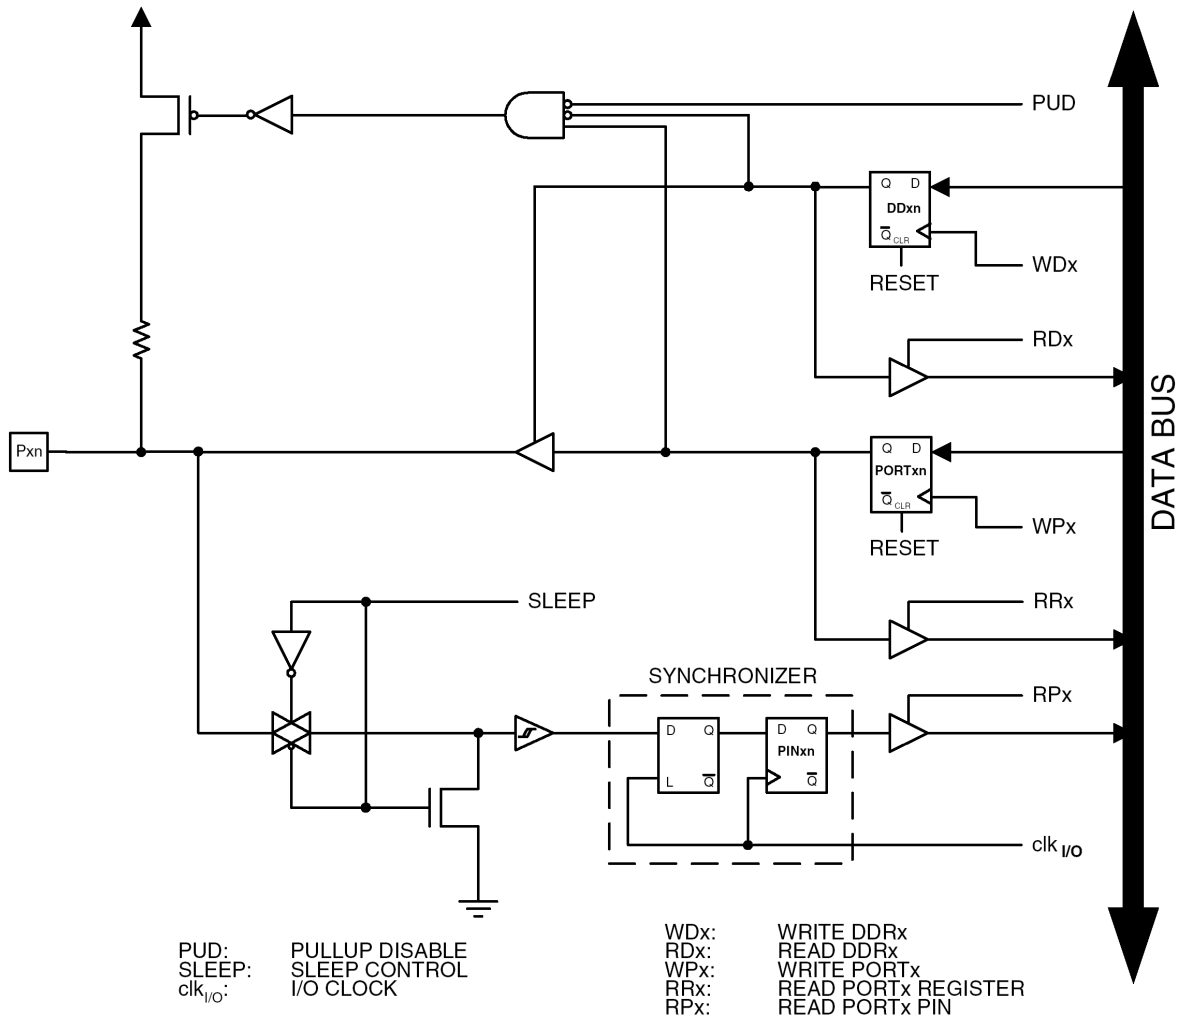 PUD
Q D
DDxn
Q CLR
WDx
RESET
RDx
DATA BUS
Pxn
Q D
PORTxn
Q CLR
WPx
RESET
SLEEP
RRx
SYNCHRONIZER
RPx
D Q
D Q
PINxn
L Q
Q
clk I/O
PUD: PULLUP DISABLE
SLEEP: SLEEP CONTROL
clkI/O: I/O CLOCK
WDx: WRITE DDRx
RDx: READ DDRx
WPx: WRITE PORTx
RRx: READ PORTx REGISTER
RPx: READ PORTx PIN